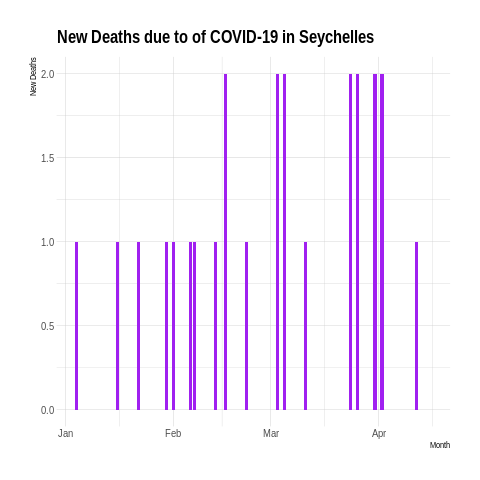 New Deaths due to of COVID-19 in Seychelles
New Deaths
2.0
1.5
1.0
0.5
0.0
Jan Feb Mar Apr
Month